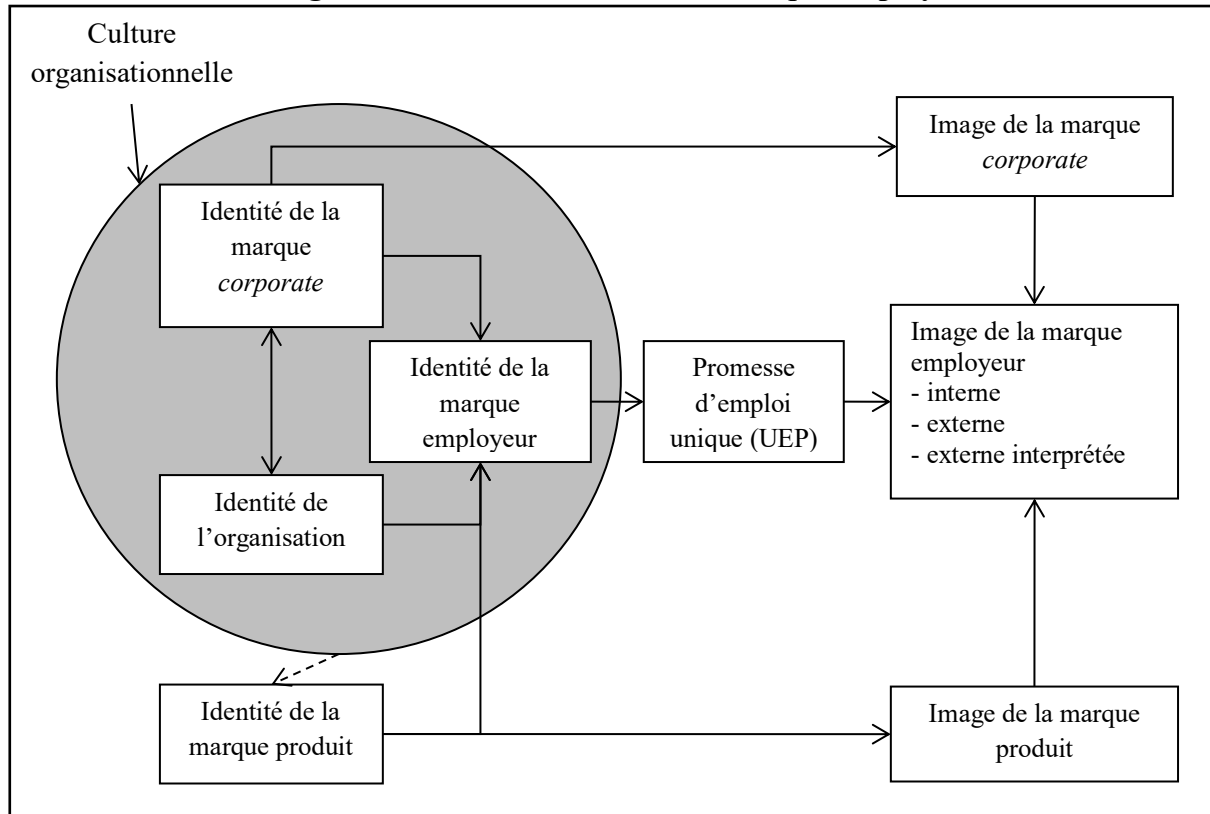 Culture
organisationnelle
Image de la marque
corporate
Identité de la
marque
corporate
Identité de la
marque
employeur
Promesse
d’emploi
unique (UEP)
Image de la marque
employeur
- interne
- externe
- externe interprétée
Identité de
l’organisation
Identité de la
marque produit
Image de la marque
produit